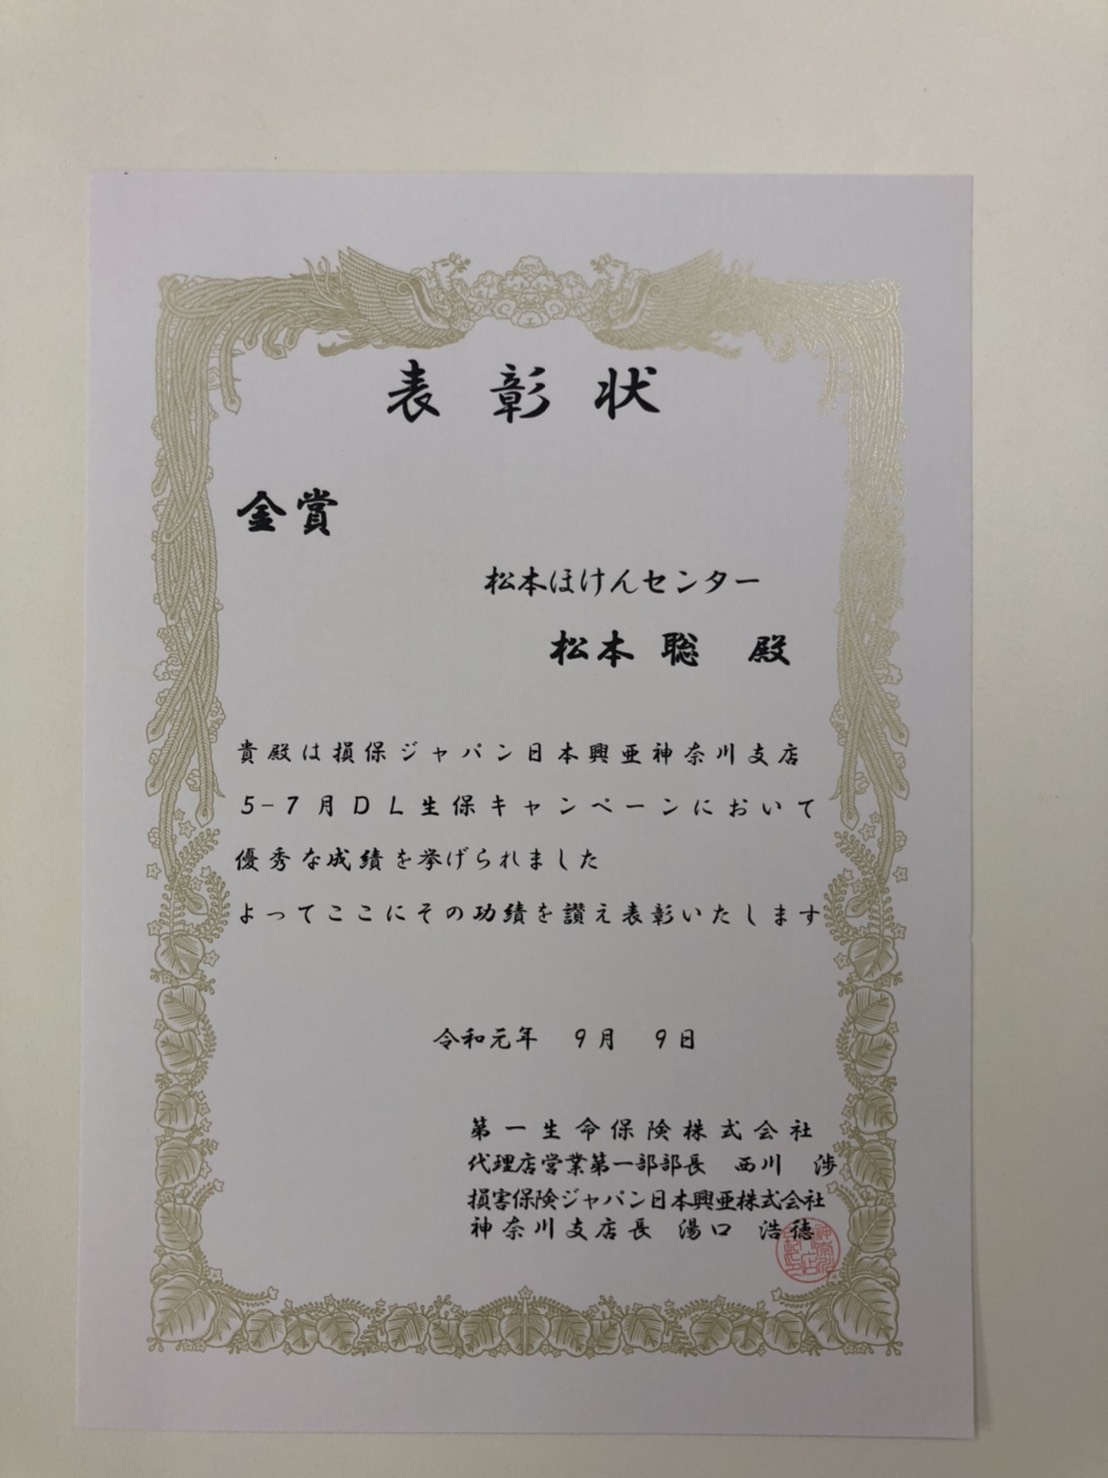 表彰状
金賞
松本ほけんセンター
松本 聡 殿
貴殿は損保ジャパン日本興亜神奈川支店
5-7月DL生保キャンペーンにおいて
優秀な成績を挙げられました
よってここにその功績を讃え表彰いたします
令和元年 9月 9日
第一生命保険株式会社
代理店営業第一部部長 西川 渉
損害保険ジャパン日本興亜株式会社
神奈川支店長 湯口 浩徳